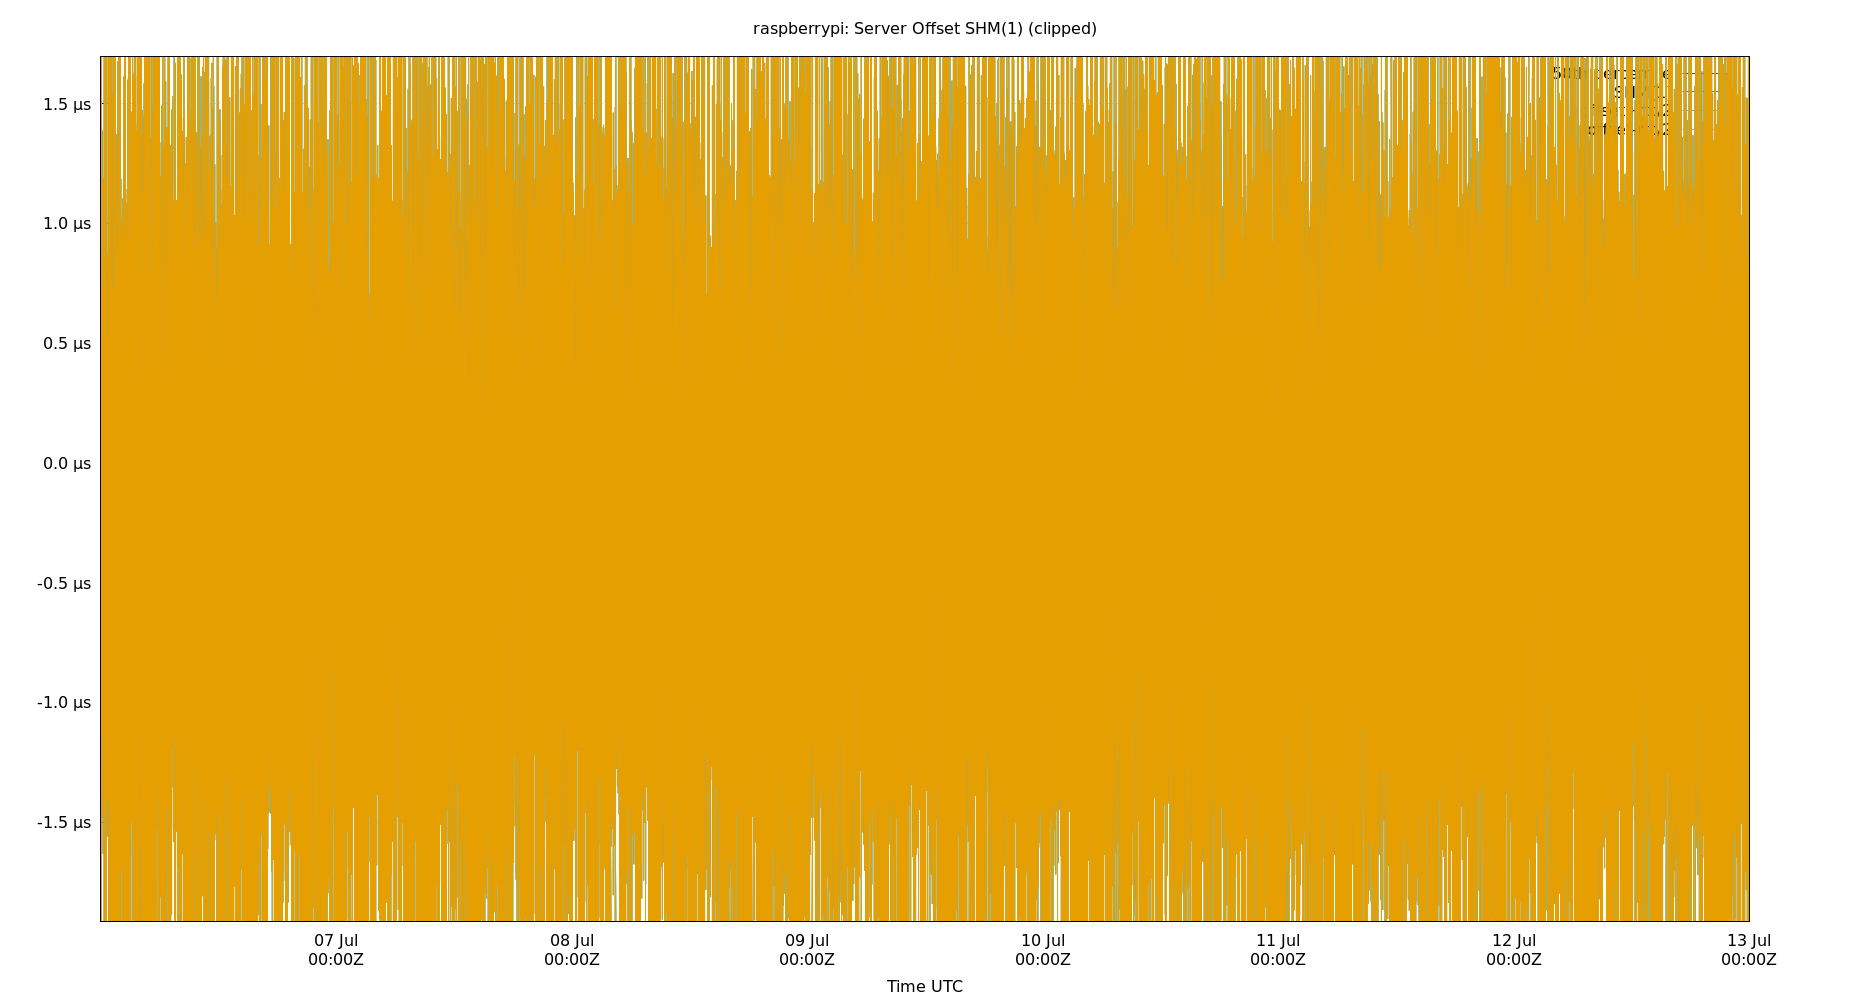 raspberrypi: Server Offset SHM(1) (clipped)
1.5 µs
1.0 µs
0.5 µs
0.0 µs
-0.5 µs
-1.0 µs
-1.5 µs
07 Jul 08 Jul 09 Jul 10 Jul 11 Jul 12 Jul 13 Jul
00:00Z 00:00Z 00:00Z 00:00Z 00:00Z 00:00Z 00:00Z
Time UTC